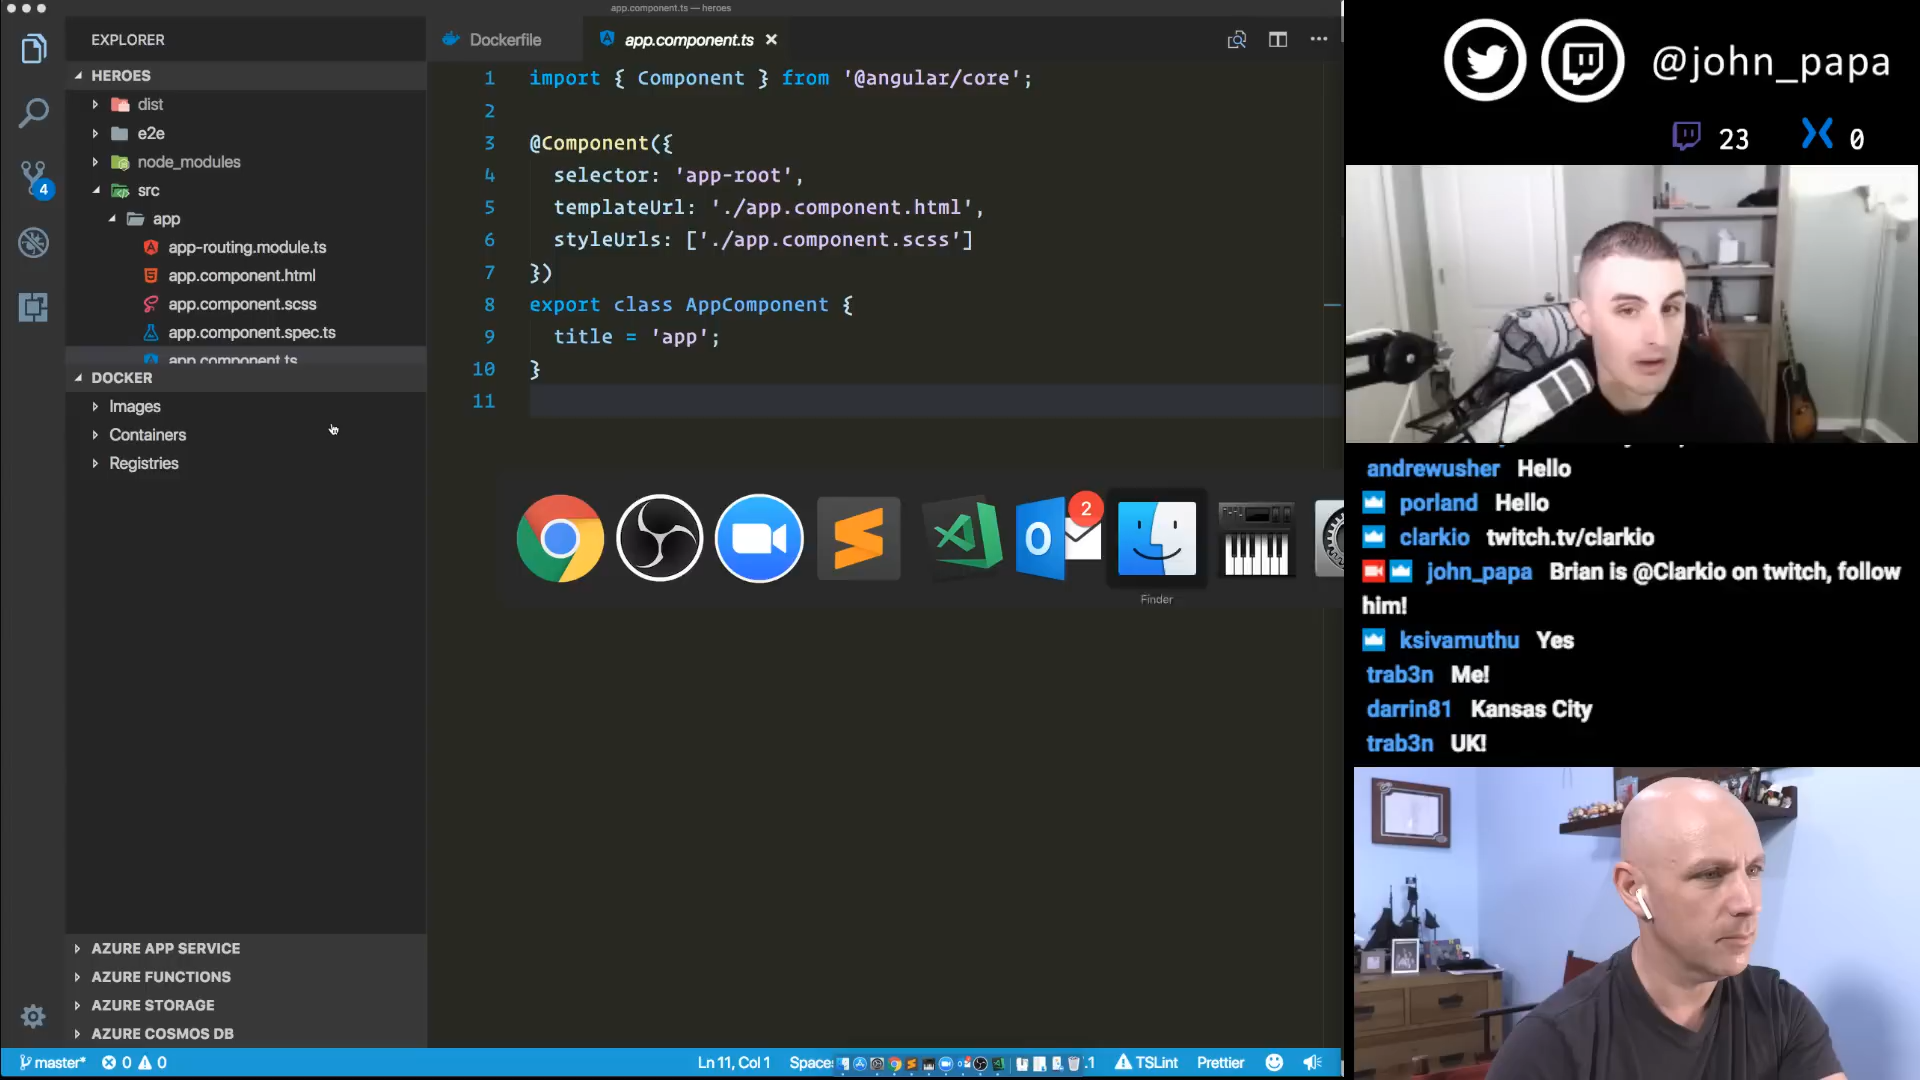 app.component.ts — heroes
EXPLORER
HEROES
dist
e2e
node_modules
src
app
app-routing.module.ts
app.component.html
app.component.scss
app.component.spec.ts
app.component.ts
DOCKER
Images
Containers
Registries
AZURE APP SERVICE
AZURE FUNCTIONS
AZURE STORAGE
AZURE COSMOS DB
4
Dockerfile
app.component.ts
1 import { Component } from '@angular/core';
2
3 @Component({
4 selector: 'app-root',
5 templateUrl: './app.component.html',
6 styleUrls: ['./app.component.scss']
7 })
8 export class AppComponent {
9 title = 'app';
10 }
11
2
Finder
master* 0 0
Ln 11, Col 1
TSLint
Prettier
@john_papa
23 0
andrewusher Hello
porland Hello
clarkio twitch.tv/clarkio
john_papa Brian is @Clarkio on twitch, follow
him!
ksivamuthu Yes
trab3n Me!
darrin81 Kansas City
trab3n UK!